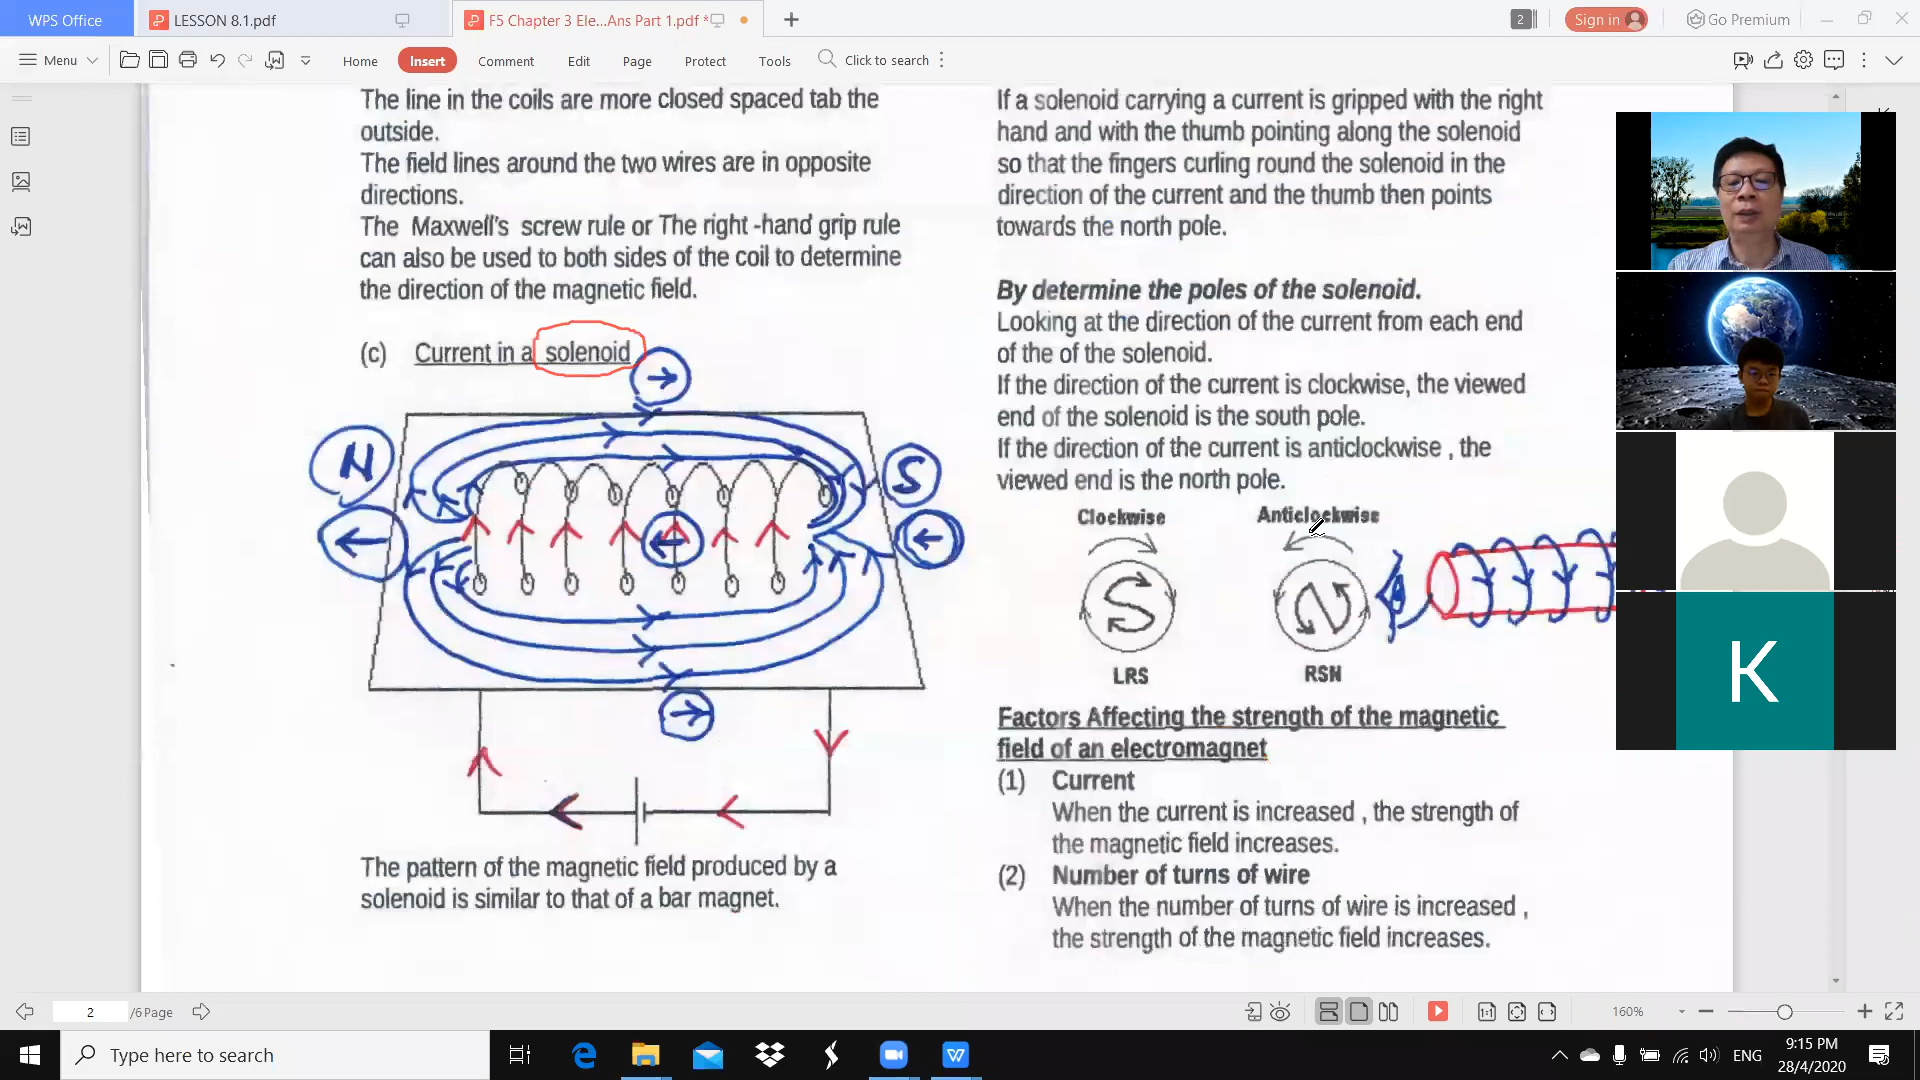 WPS Office
LESSON 8.1.pdf
F5 Chapter 3 Ele...Ans Part 1.pdf *
2
Sign in
Go Premium
Menu
Home
Insert
Comment
Edit
Page
Protect
Tools
Click to search
The line in the coils are more closed spaced tab the
outside.
The field lines around the two wires are in opposite
directions.
The Maxwell's screw rule or The right -hand grip rule
can also be used to both sides of the coil to determine
the direction of the magnetic field.
(c) Current in a solenoid
N
S
The pattern of the magnetic field produced by a
solenoid is similar to that of a bar magnet.
If a solenoid carrying a current is gripped with the right
hand and with the thumb pointing along the solenoid
so that the fingers curling round the solenoid in the
direction of the current and the thumb then points
towards the north pole.
By determine the poles of the solenoid.
Looking at the direction of the current from each end
of the of the solenoid.
If the direction of the current is clockwise, the viewed
end of the solenoid is the south pole.
If the direction of the current is anticlockwise , the
viewed end is the north pole.
Clockwise
Anticlockwise
S
N
LRS
RSN
Factors Affecting the strength of the magnetic
field of an electromagnet
(1) Current
When the current is increased , the strength of
the magnetic field increases.
(2) Number of turns of wire
When the number of turns of wire is increased ,
the strength of the magnetic field increases.
K
2
/6Page
1:1
160%
Type here to search
ENG
9:15 PM
28/4/2020